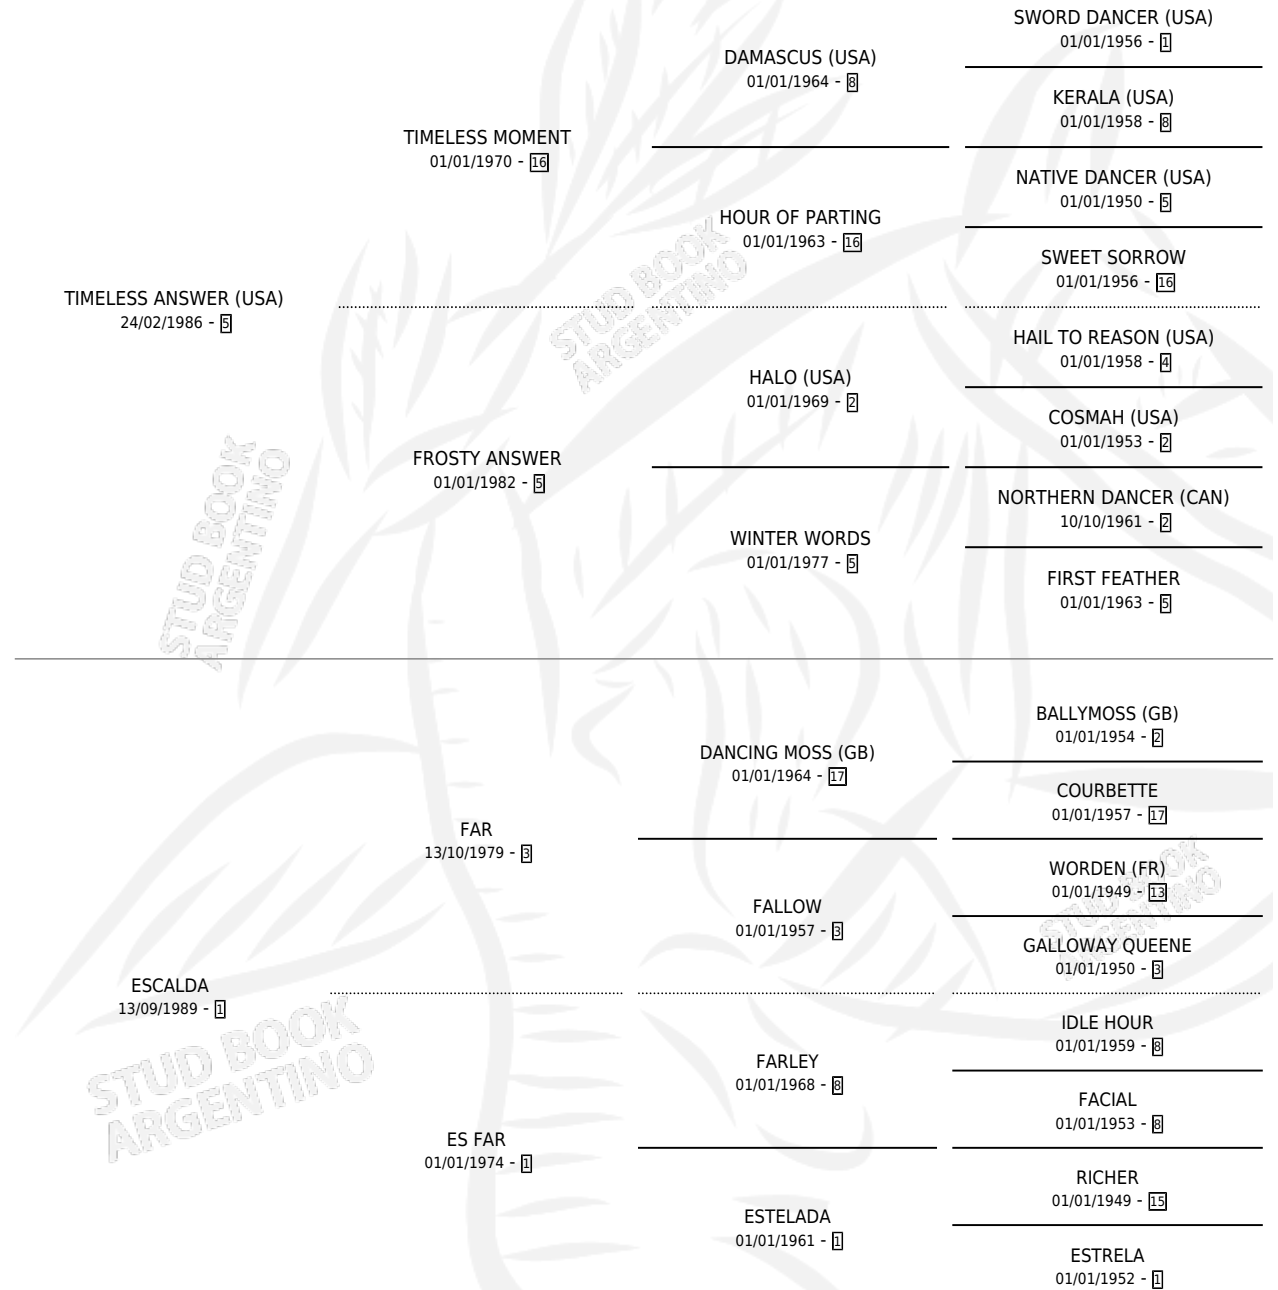 SWORD DANCER (USA)
01/01/1956 - 1
DAMASCUS (USA)
01/01/1964 - 8
KERALA (USA)
01/01/1958 - 8
TIMELESS MOMENT
01/01/1970 - 16
NATIVE DANCER (USA)
01/01/1950 - 5
HOUR OF PARTING
01/01/1963 - 16
SWEET SORROW
01/01/1956 - 16
TIMELESS ANSWER (USA)
24/02/1986 - 5
HAIL TO REASON (USA)
01/01/1958 - 4
HALO (USA)
01/01/1969 - 2
COSMAH (USA)
01/01/1953 - 2
FROSTY ANSWER
01/01/1982 - 5
NORTHERN DANCER (CAN)
10/10/1961 - 2
WINTER WORDS
01/01/1977 - 5
FIRST FEATHER
01/01/1963 - 5
BALLYMOSS (GB)
01/01/1954 - 2
DANCING MOSS (GB)
01/01/1964 - 17
COURBETTE
01/01/1957 - 17
FAR
13/10/1979 - 3
WORDEN (FR)
01/01/1949 - 13
FALLOW
01/01/1957 - 3
GALLOWAY QUEENE
01/01/1950 - 3
ESCALDA
13/09/1989 - 1
IDLE HOUR
01/01/1959 - 8
FARLEY
01/01/1968 - 8
FACIAL
01/01/1953 - 8
ES FAR
01/01/1974 - 1
RICHER
01/01/1949 - 15
ESTELADA
01/01/1961 - 1
ESTRELA
01/01/1952 - 1
STUD BOOK
ARGENTINO
STUD BOOK
ARGENTINO
STUD BOOK
ARGENTINO
STUD BOOK
ARGENTINO